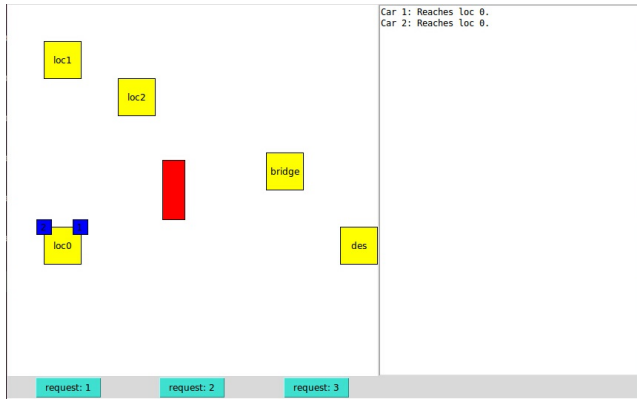 Car 1: Reaches loc 0.
Car 2: Reaches loc 0.
loc1
loc2
bridge
loc0
des
request: 1
request: 2
request: 3